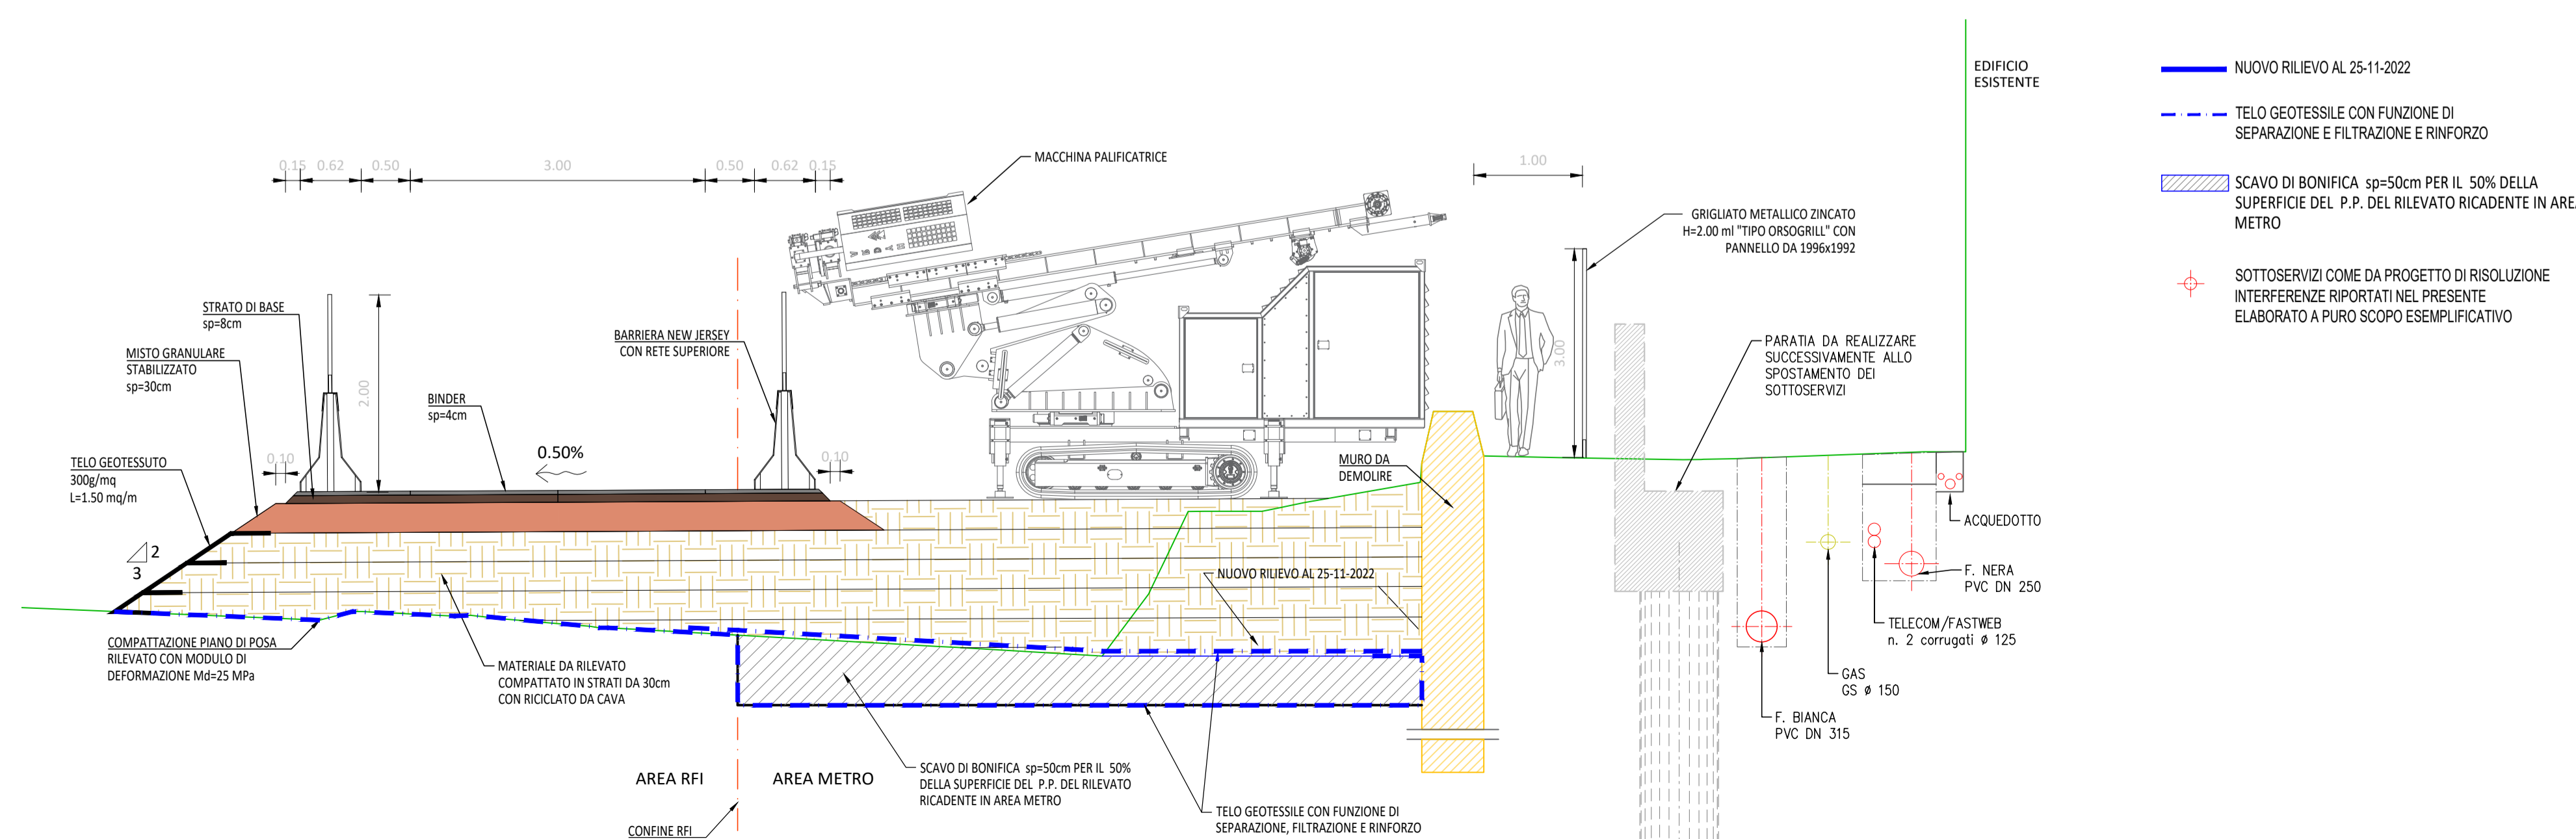 EDIFICIO
ESISTENTE
NUOVO RILIEVO AL 25-11-2022
TELO GEOTESSILE CON FUNZIONE DI
SEPARAZIONE E FILTRAZIONE E RINFORZO
SCAVO DI BONIFICA sp=50cm PER IL 50% DELLA
SUPERFICIE DEL P.P. DEL RILEVATO RICADENTE IN AREA
METRO
SOTTOSERVIZI COME DA PROGETTO DI RISOLUZIONE
INTERFERENZE RIPORTATI NEL PRESENTE
ELABORATO A PURO SCOPO ESEMPLIFICATIVO
0.15 0.62 0.50 3.00 0.50 0.62 0.15
MACCHINA PALIFICATRICE
1.00
GRIGLIATO METALLICO ZINCATO
H=2.00 ml "TIPO ORSOGRILL" CON
PANNELLO DA 1996x1992
STRATO DI BASE
sp=8cm
MISTO GRANULARE
STABILIZZATO
sp=30cm
2.00
BINDER
sp=4cm
BARRIERA NEW JERSEY
CON RETE SUPERIORE
3.00
PARATIA DA REALIZZARE
SUCCESSIVAMENTE ALLO
SPOSTAMENTO DEI
SOTTOSERVIZI
TELO GEOTESSUTO
300g/mq
L=1.50 mq/m
0.10
0.50%
0.10
MURO DA
DEMOLIRE
2
3
NUOVO RILIEVO AL 25-11-2022
ACQUEDOTTO
F. NERA
PVC DN 250
TELECOM/FASTWEB
n. 2 corrugati ø 125
GAS
GS ø 150
F. BIANCA
PVC DN 315
COMPATTAZIONE PIANO DI POSA
RILEVATO CON MODULO DI
DEFORMAZIONE Md=25 MPa
MATERIALE DA RILEVATO
COMPATTATO IN STRATI DA 30cm
CON RICICLATO DA CAVA
AREA RFI
AREA METRO
SCAVO DI BONIFICA sp=50cm PER IL 50%
DELLA SUPERFICIE DEL P.P. DEL RILEVATO
RICADENTE IN AREA METRO
TELO GEOTESSILE CON FUNZIONE DI
SEPARAZIONE, FILTRAZIONE E RINFORZO
CONFINE RFI